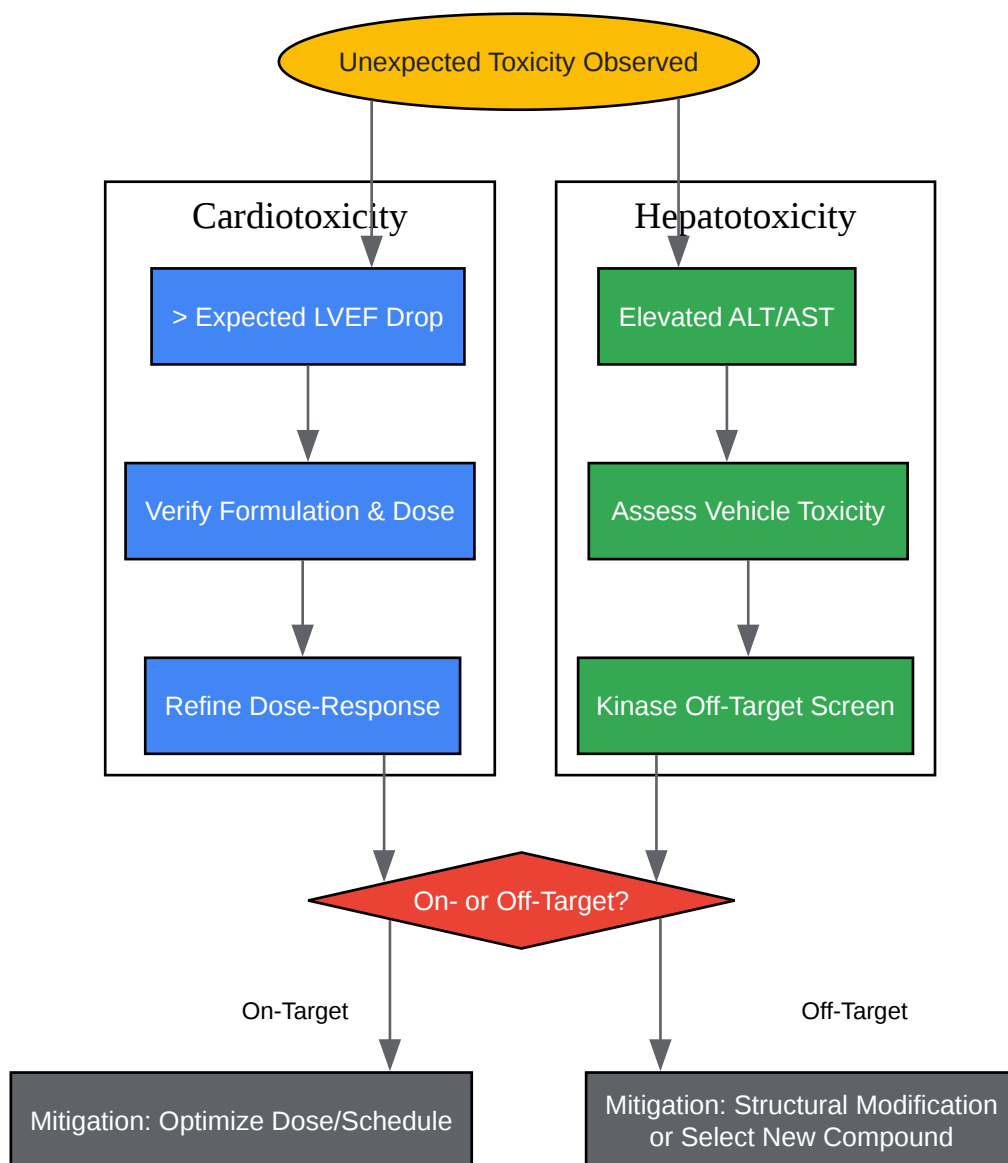 Unexpected Toxicity Observed
Cardiotoxicity
Hepatotoxicity
> Expected LVEF Drop
Elevated ALT/AST
Verify Formulation & Dose
Assess Vehicle Toxicity
Refine Dose-Response
Kinase Off-Target Screen
On- or Off-Target?
On-Target
Off-Target
Mitigation: Optimize Dose/Schedule
Mitigation: Structural Modification
or Select New Compound